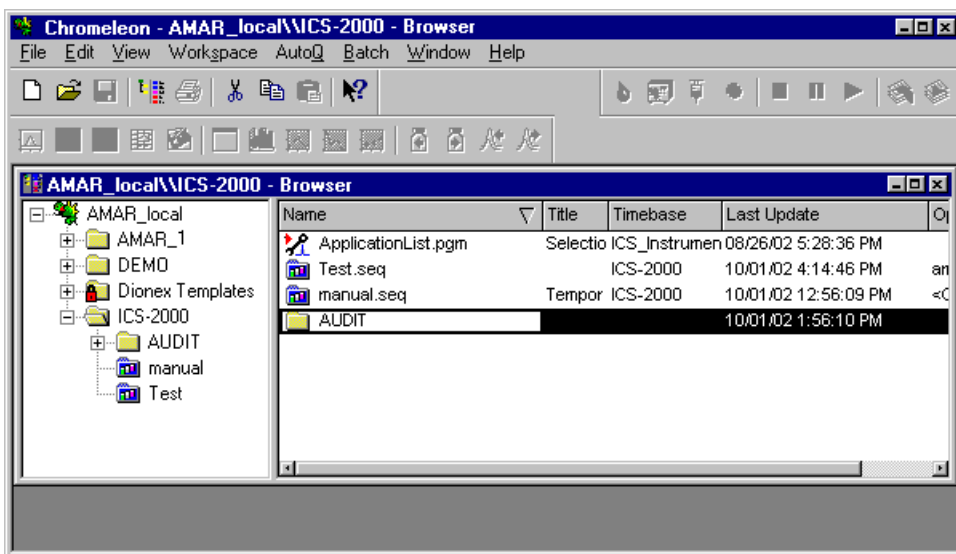 Chromeleon - AMAR_local\\ICS-2000 - Browser
File Edit View Workspace AutoQ Batch Window Help
AMAR_local\\ICS-2000 - Browser
AMAR_local
AMAR_1
DEMO
Dionex Templates
ICS-2000
AUDIT
manual
Test
Name Title Timebase Last Update Op
ApplicationList.pgm Selectio ICS_Instrumen 08/26/02 5:28:36 PM
Test.seq ICS-2000 10/01/02 4:14:46 PM an
manual.seq Tempor ICS-2000 10/01/02 12:56:09 PM
AUDIT 10/01/02 1:56:10 PM